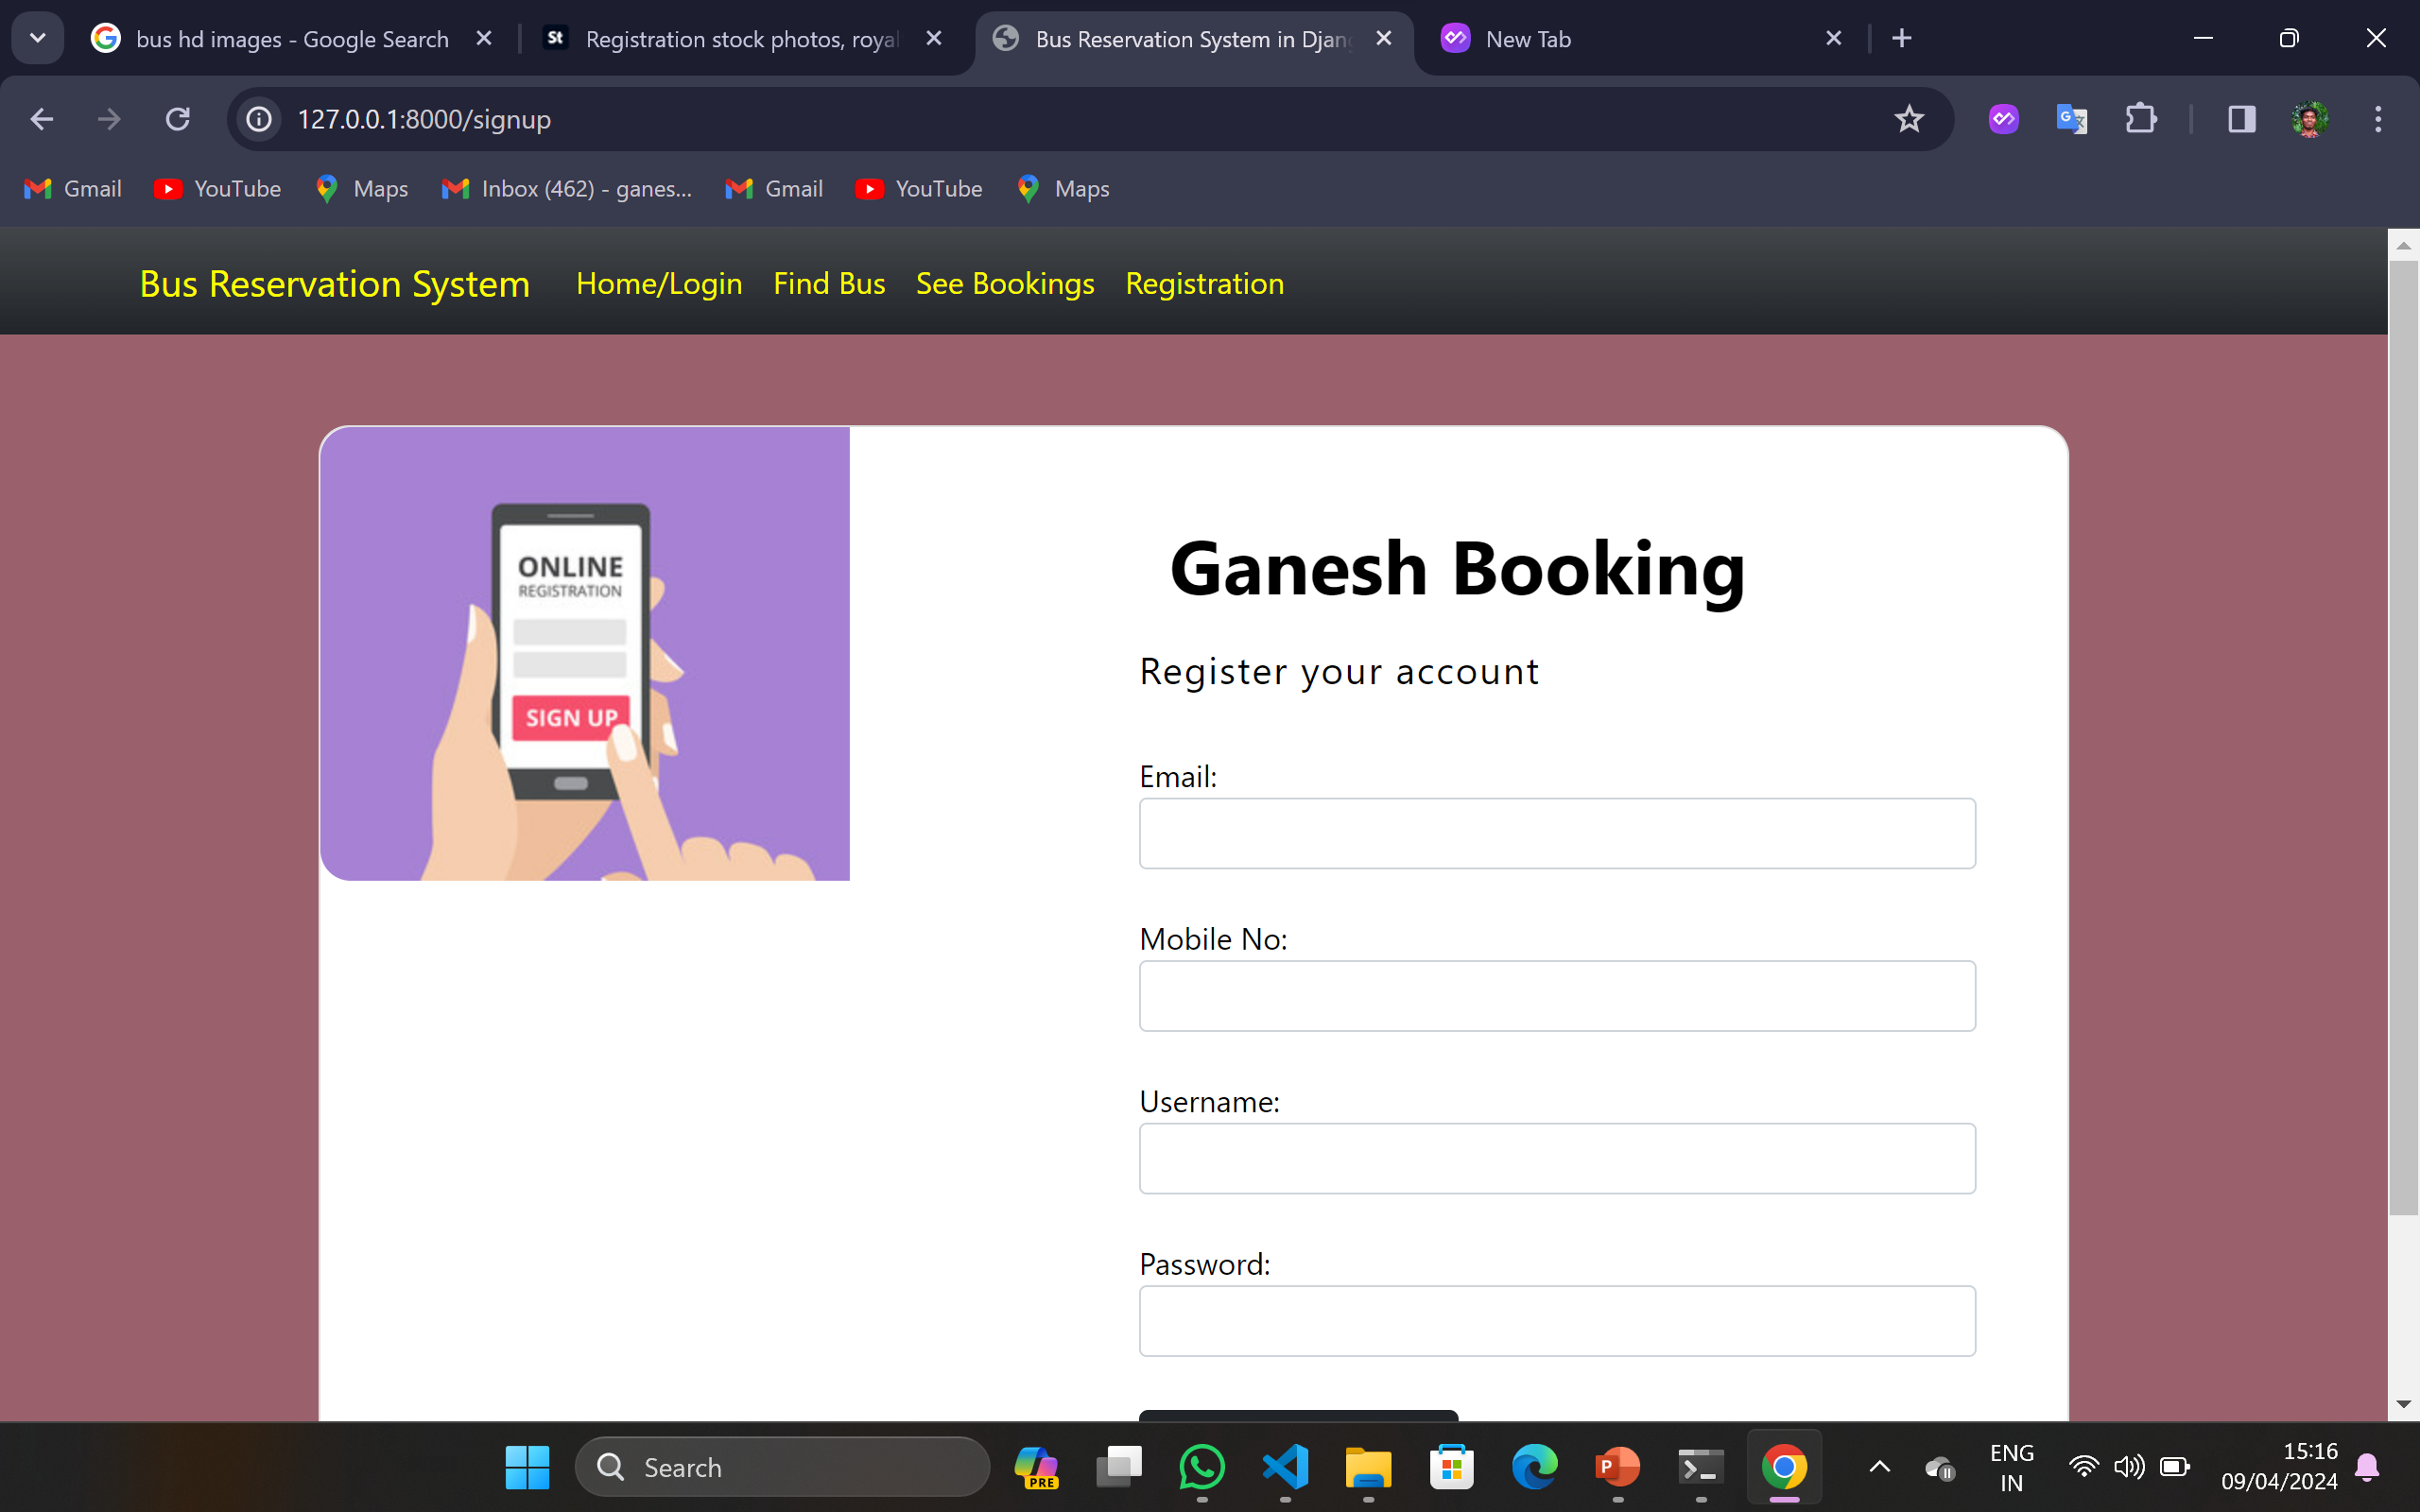 bus hd images - Google Search
Registration stock photos, royal
Bus Reservation System in Djan
New Tab
127.0.0.1:8000/signup
Gmail
YouTube
Maps
Inbox (462) - ganes...
Gmail
YouTube
Maps
Bus Reservation System
Home/Login
Find Bus
See Bookings
Registration
ONLINE
REGISTRATION
SIGN UP
Ganesh Booking
Register your account
Email:
Mobile No:
Username:
Password:
Search
PRE
ENG
IN
15:16
09/04/2024